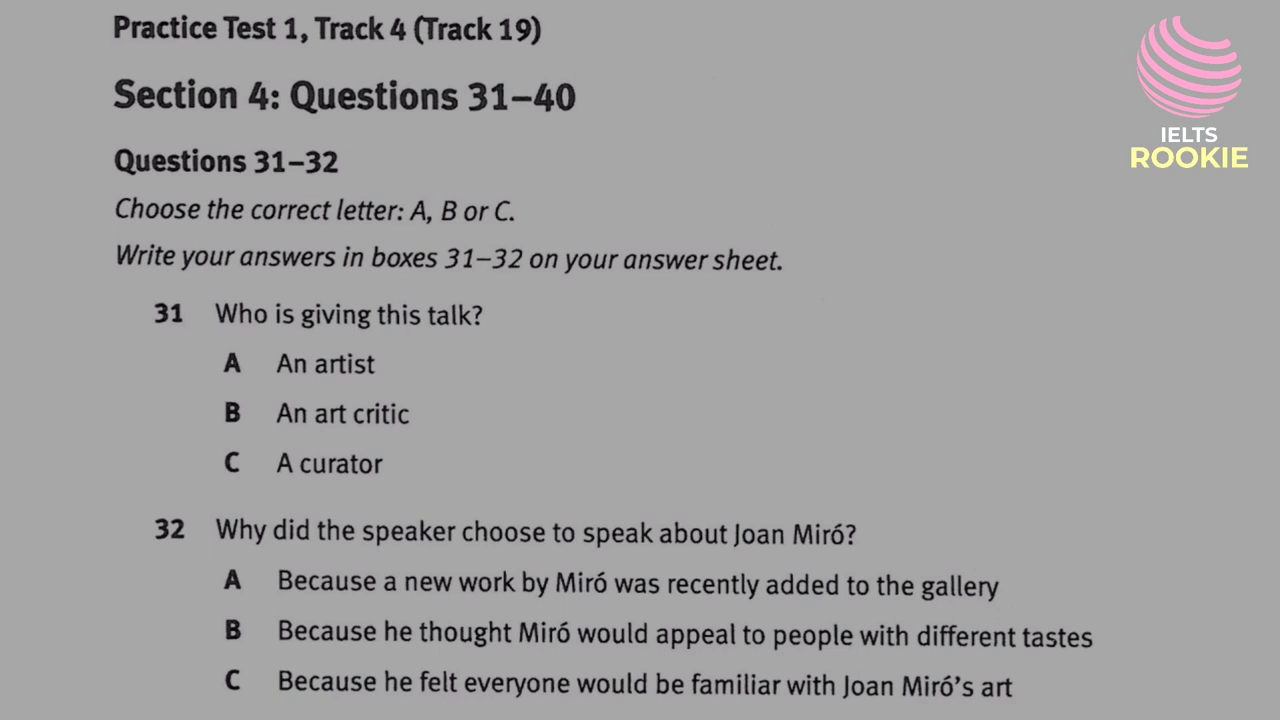 Practice Test 1, Track 4 (Track 19)
Section 4: Questions 31–40
Questions 31–32
Choose the correct letter: A, B or C.
Write your answers in boxes 31–32 on your answer sheet.
31 Who is giving this talk?
A An artist
B An art critic
C A curator
32 Why did the speaker choose to speak about Joan Miró?
A Because a new work by Miró was recently added to the gallery
B Because he thought Miró would appeal to people with different tastes
C Because he felt everyone would be familiar with Joan Miró’s art
IELTS
ROOKIE